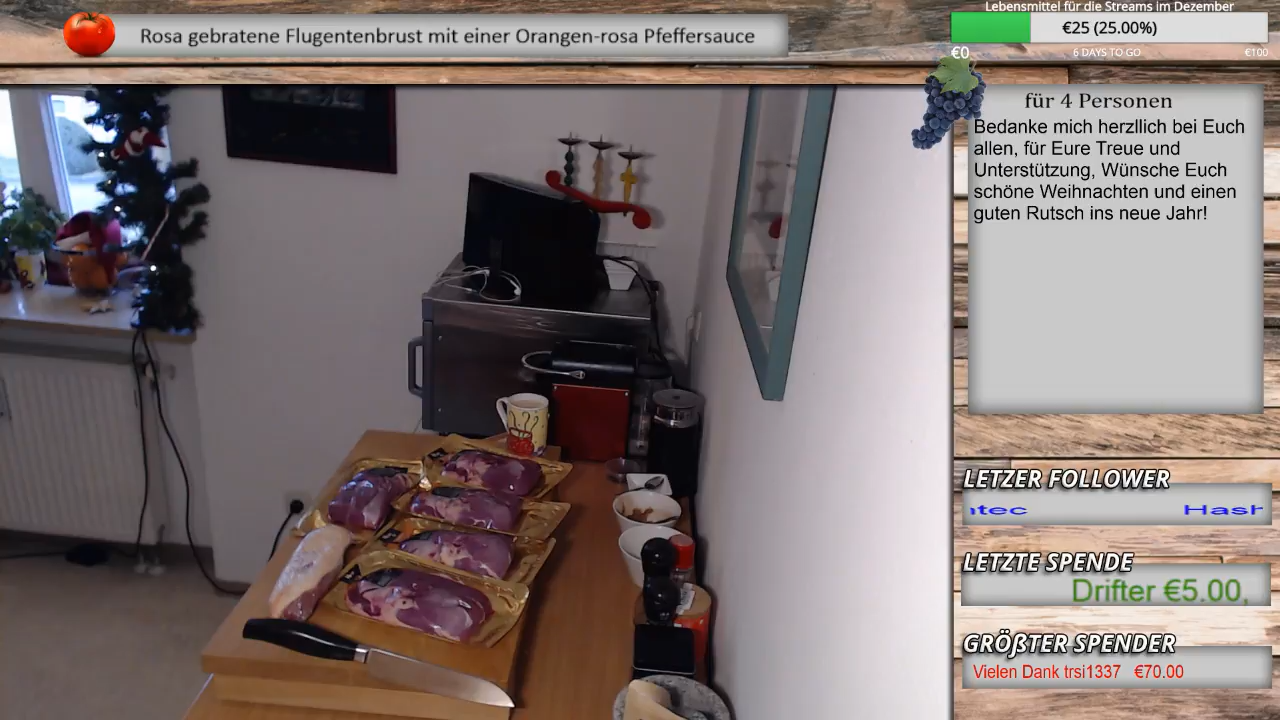 Rosa gebratene Flugentenbrust mit einer Orangen-rosa Pfeffersauce
Lebensmittel für die Streams im Dezember
€25 (25.00%)
€0
6 DAYS TO GO
€100
für 4 Personen
Bedanke mich herzllich bei Euch
allen, für Eure Treue und
Unterstützung, Wünsche Euch
schöne Weihnachten und einen
guten Rutsch ins neue Jahr!
LETZER FOLLOWER
ntec Hash
LETZTE SPENDE
Drifter €5.00,
GRÖßTER SPENDER
Vielen Dank trsi1337 €70.00